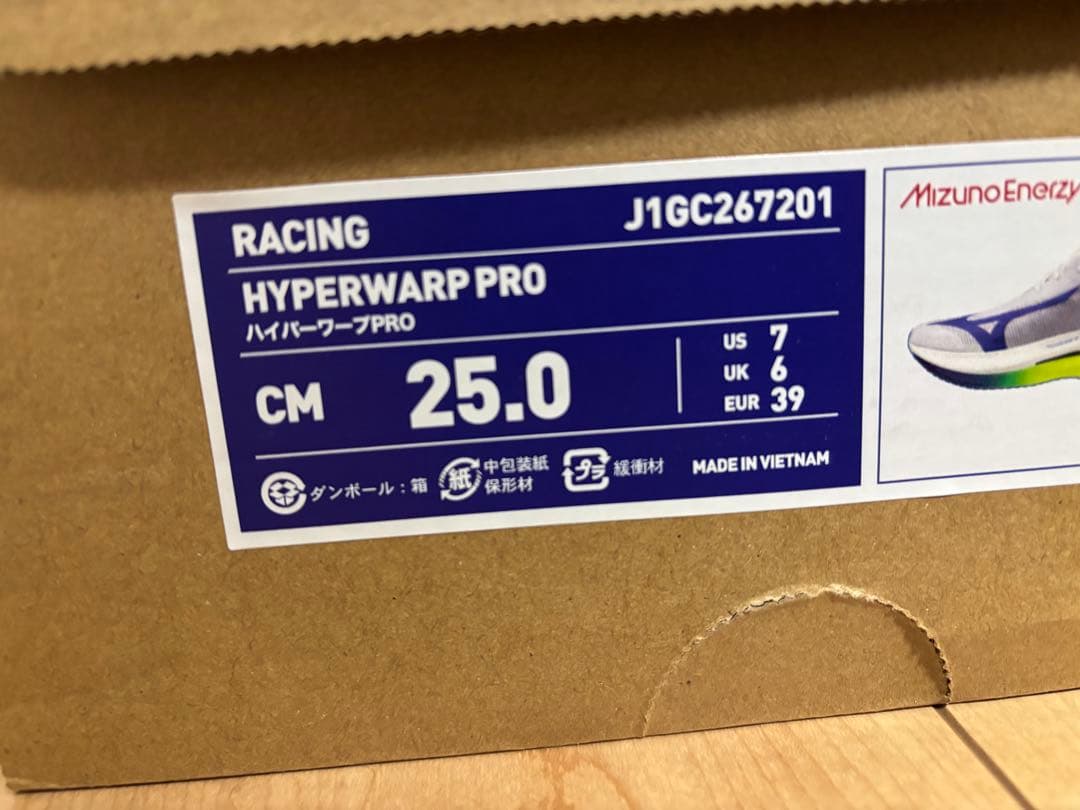 RACING J1GC267201
HYPERWARP PRO
ハイパーワープPRO
CM 25.0
US 7
UK 6
EUR 39
ダンボール：箱
紙 中包装紙
保形材
プラ 緩衝材
MADE IN VIETNAM
Mizuno Enerzy